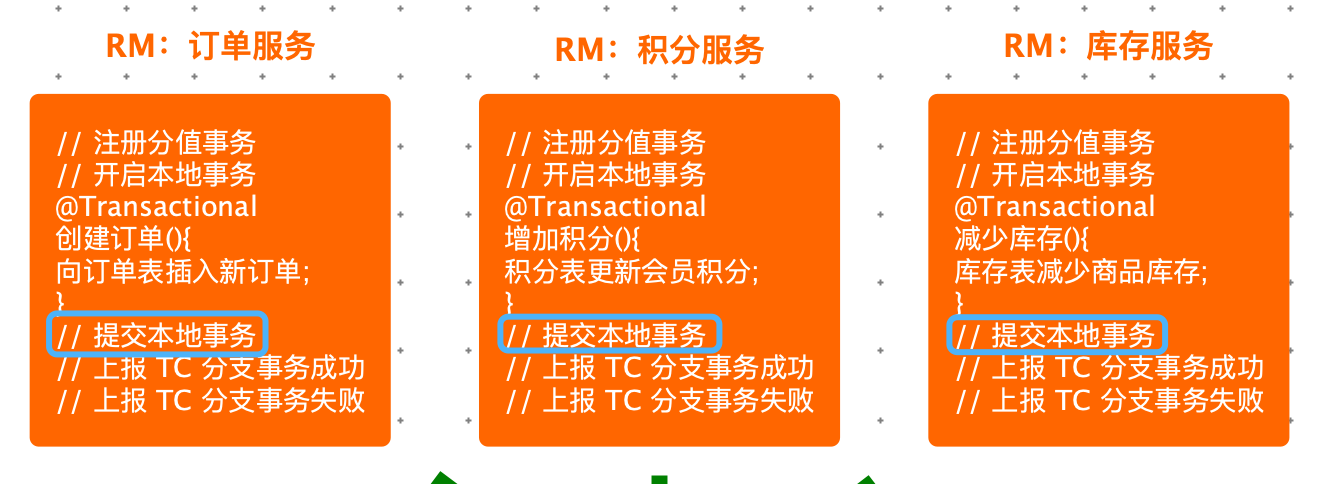 RM：订单服务
// 注册分值事务
// 开启本地事务
@Transactional
创建订单(){
向订单表插入新订单;
}
// 提交本地事务
// 上报 TC 分支事务成功
// 上报 TC 分支事务失败
RM：积分服务
// 注册分值事务
// 开启本地事务
@Transactional
增加积分(){
积分表更新会员积分;
}
// 提交本地事务
// 上报 TC 分支事务成功
// 上报 TC 分支事务失败
RM：库存服务
// 注册分值事务
// 开启本地事务
@Transactional
减少库存(){
库存表减少商品库存;
}
// 提交本地事务
// 上报 TC 分支事务成功
// 上报 TC 分支事务失败